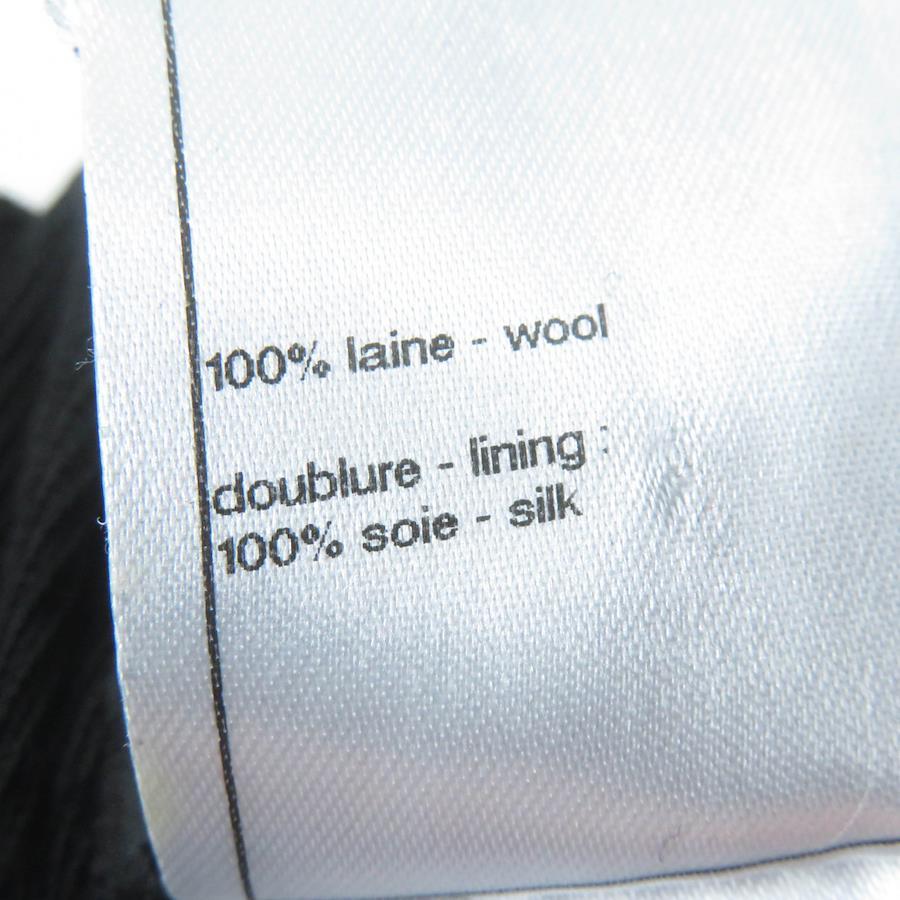 100% laine - wool
doublure - lining :
100% soie - silk